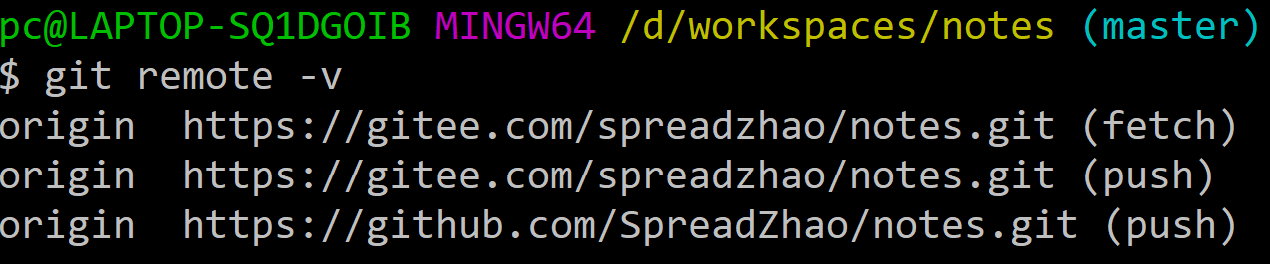 pc@LAPTOP-SQ1DGOIB MINGW64 /d/workspaces/notes (master)
$ git remote -v
origin  https://gitee.com/spreadzhao/notes.git (fetch)
origin  https://gitee.com/spreadzhao/notes.git (push)
origin  https://github.com/SpreadZhao/notes.git (push)